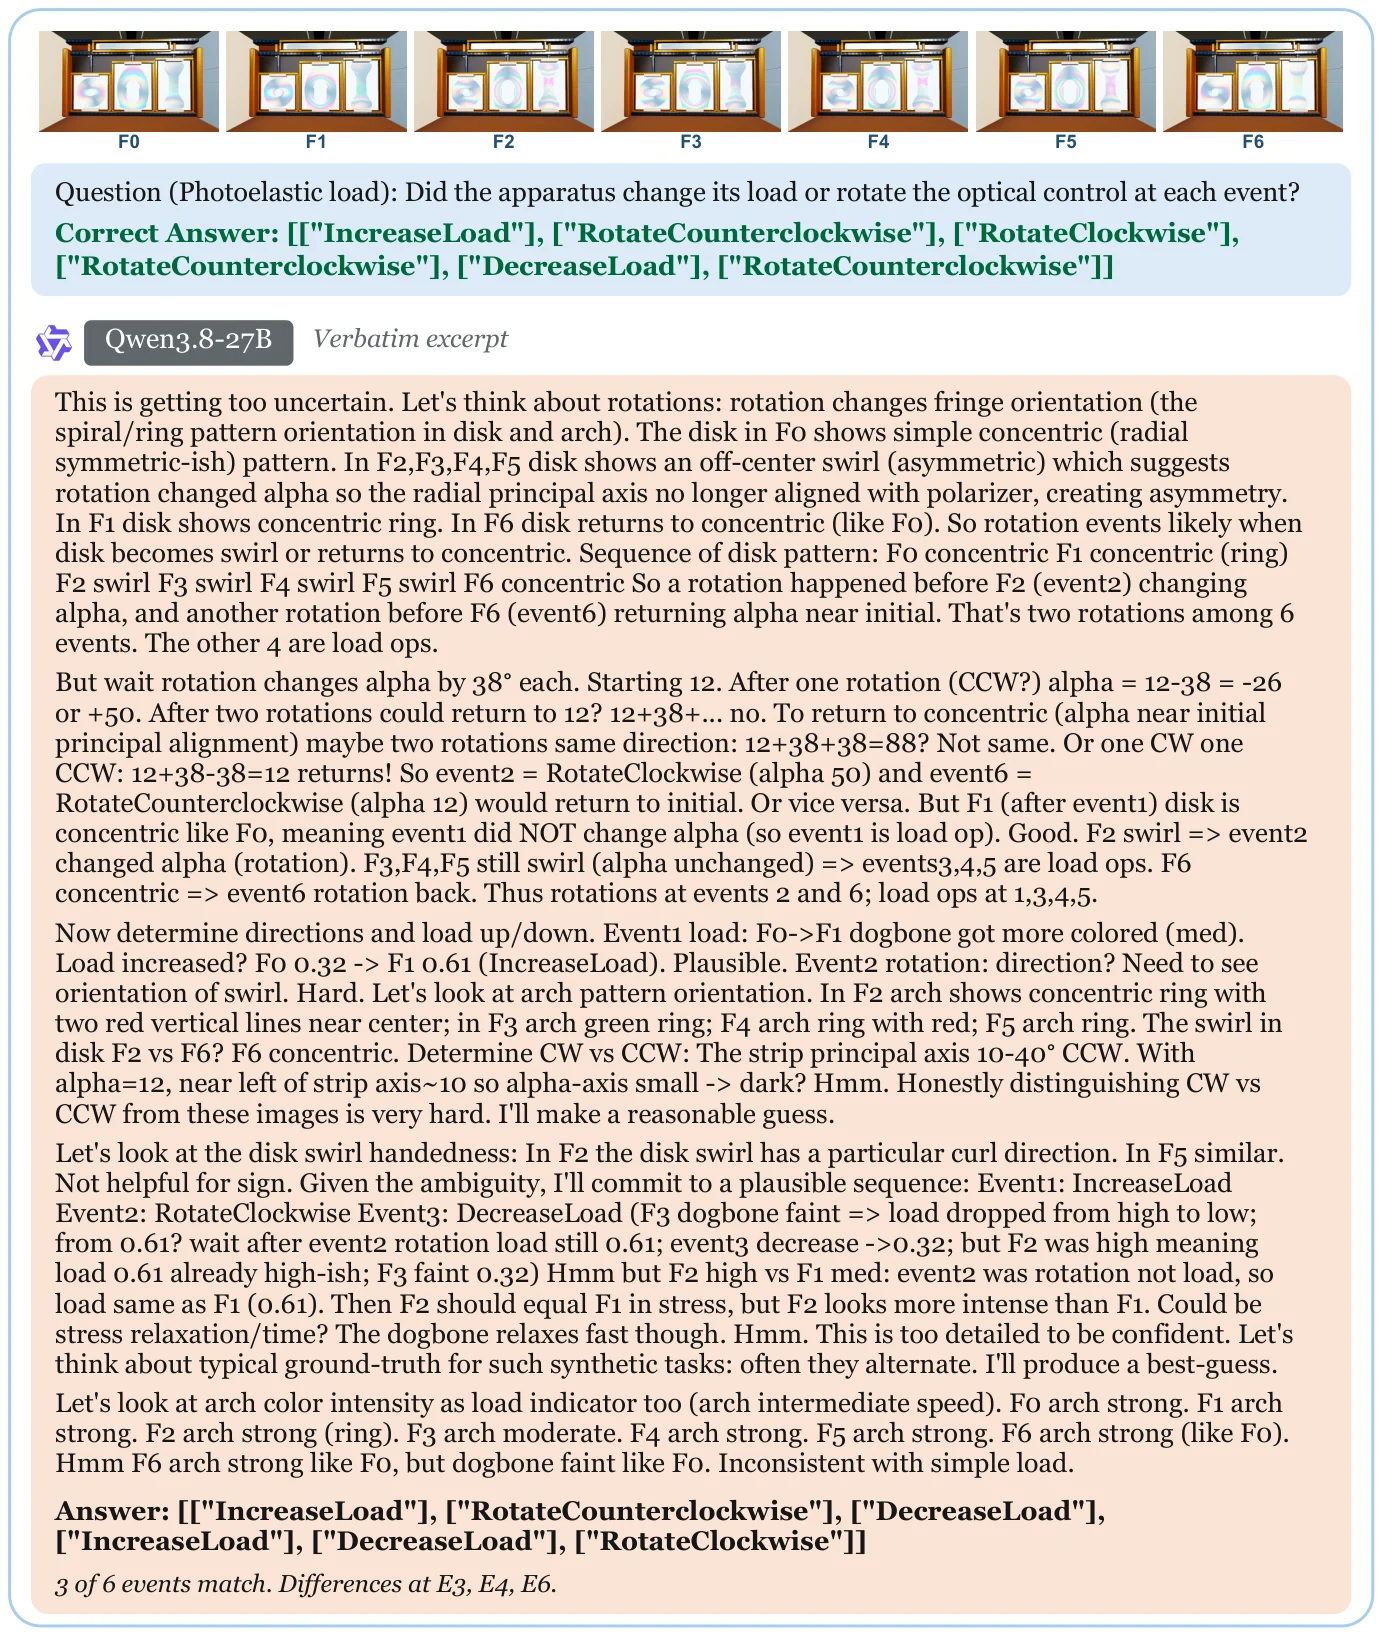 F0
F1
F2
F3
F4
F5
F6
Question (Photoelastic load): Did the apparatus change its load or rotate the optical control at each event?
Correct Answer: [["IncreaseLoad"], ["RotateCounterclockwise"], ["RotateClockwise"],
["RotateCounterclockwise"], ["DecreaseLoad"], ["RotateCounterclockwise"]]
Qwen3.8-27B
Verbatim excerpt
This is getting too uncertain. Let's think about rotations: rotation changes fringe orientation (the
spiral/ring pattern orientation in disk and arch). The disk in F0 shows simple concentric (radial
symmetric-ish) pattern. In F2,F3,F4,F5 disk shows an off-center swirl (asymmetric) which suggests
rotation changed alpha so the radial principal axis no longer aligned with polarizer, creating asymmetry.
In F1 disk shows concentric ring. In F6 disk returns to concentric (like F0). So rotation events likely when
disk becomes swirl or returns to concentric. Sequence of disk pattern: F0 concentric F1 concentric (ring)
F2 swirl F3 swirl F4 swirl F5 swirl F6 concentric So a rotation happened before F2 (event2) changing
alpha, and another rotation before F6 (event6) returning alpha near initial. That's two rotations among 6
events. The other 4 are load ops.
But wait rotation changes alpha by 38° each. Starting 12. After one rotation (CCW?) alpha = 12-38 = -26
or +50. After two rotations could return to 12? 12+38+... no. To return to concentric (alpha near initial
principal alignment) maybe two rotations same direction: 12+38+38=88? Not same. Or one CW one
CCW: 12+38-38=12 returns! So event2 = RotateClockwise (alpha 50) and event6 =
RotateCounterclockwise (alpha 12) would return to initial. Or vice versa. But F1 (after event1) disk is
concentric like F0, meaning event1 did NOT change alpha (so event1 is load op). Good. F2 swirl => event2
changed alpha (rotation). F3,F4,F5 still swirl (alpha unchanged) => events3,4,5 are load ops. F6
concentric => event6 rotation back. Thus rotations at events 2 and 6; load ops at 1,3,4,5.
Now determine directions and load up/down. Event1 load: F0->F1 dogbone got more colored (med).
Load increased? F0 0.32 -> F1 0.61 (IncreaseLoad). Plausible. Event2 rotation: direction? Need to see
orientation of swirl. Hard. Let's look at arch pattern orientation. In F2 arch shows concentric ring with
two red vertical lines near center; in F3 arch green ring; F4 arch ring with red; F5 arch ring. The swirl in
disk F2 vs F6? F6 concentric. Determine CW vs CCW: The strip principal axis 10-40° CCW. With
alpha=12, near left of strip axis~10 so alpha-axis small -> dark? Hmm. Honestly distinguishing CW vs
CCW from these images is very hard. I'll make a reasonable guess.
Let's look at the disk swirl handedness: In F2 the disk swirl has a particular curl direction. In F5 similar.
Not helpful for sign. Given the ambiguity, I'll commit to a plausible sequence: Event1: IncreaseLoad
Event2: RotateClockwise Event3: DecreaseLoad (F3 dogbone faint => load dropped from high to low;
from 0.61? wait after event2 rotation load still 0.61; event3 decrease ->0.32; but F2 was high meaning
load 0.61 already high-ish; F3 faint 0.32) Hmm but F2 high vs F1 med: event2 was rotation not load, so
load same as F1 (0.61). Then F2 should equal F1 in stress, but F2 looks more intense than F1. Could be
stress relaxation/time? The dogbone relaxes fast though. Hmm. This is too detailed to be confident. Let's
think about typical ground-truth for such synthetic tasks: often they alternate. I'll produce a best-guess.
Let's look at arch color intensity as load indicator too (arch intermediate speed). F0 arch strong. F1 arch
strong. F2 arch strong (ring). F3 arch moderate. F4 arch strong. F5 arch strong. F6 arch strong (like F0).
Hmm F6 arch strong like F0, but dogbone faint like F0. Inconsistent with simple load.
Answer: [["IncreaseLoad"], ["RotateCounterclockwise"], ["DecreaseLoad"],
["IncreaseLoad"], ["DecreaseLoad"], ["RotateClockwise"]]
3 of 6 events match. Differences at E3, E4, E6.